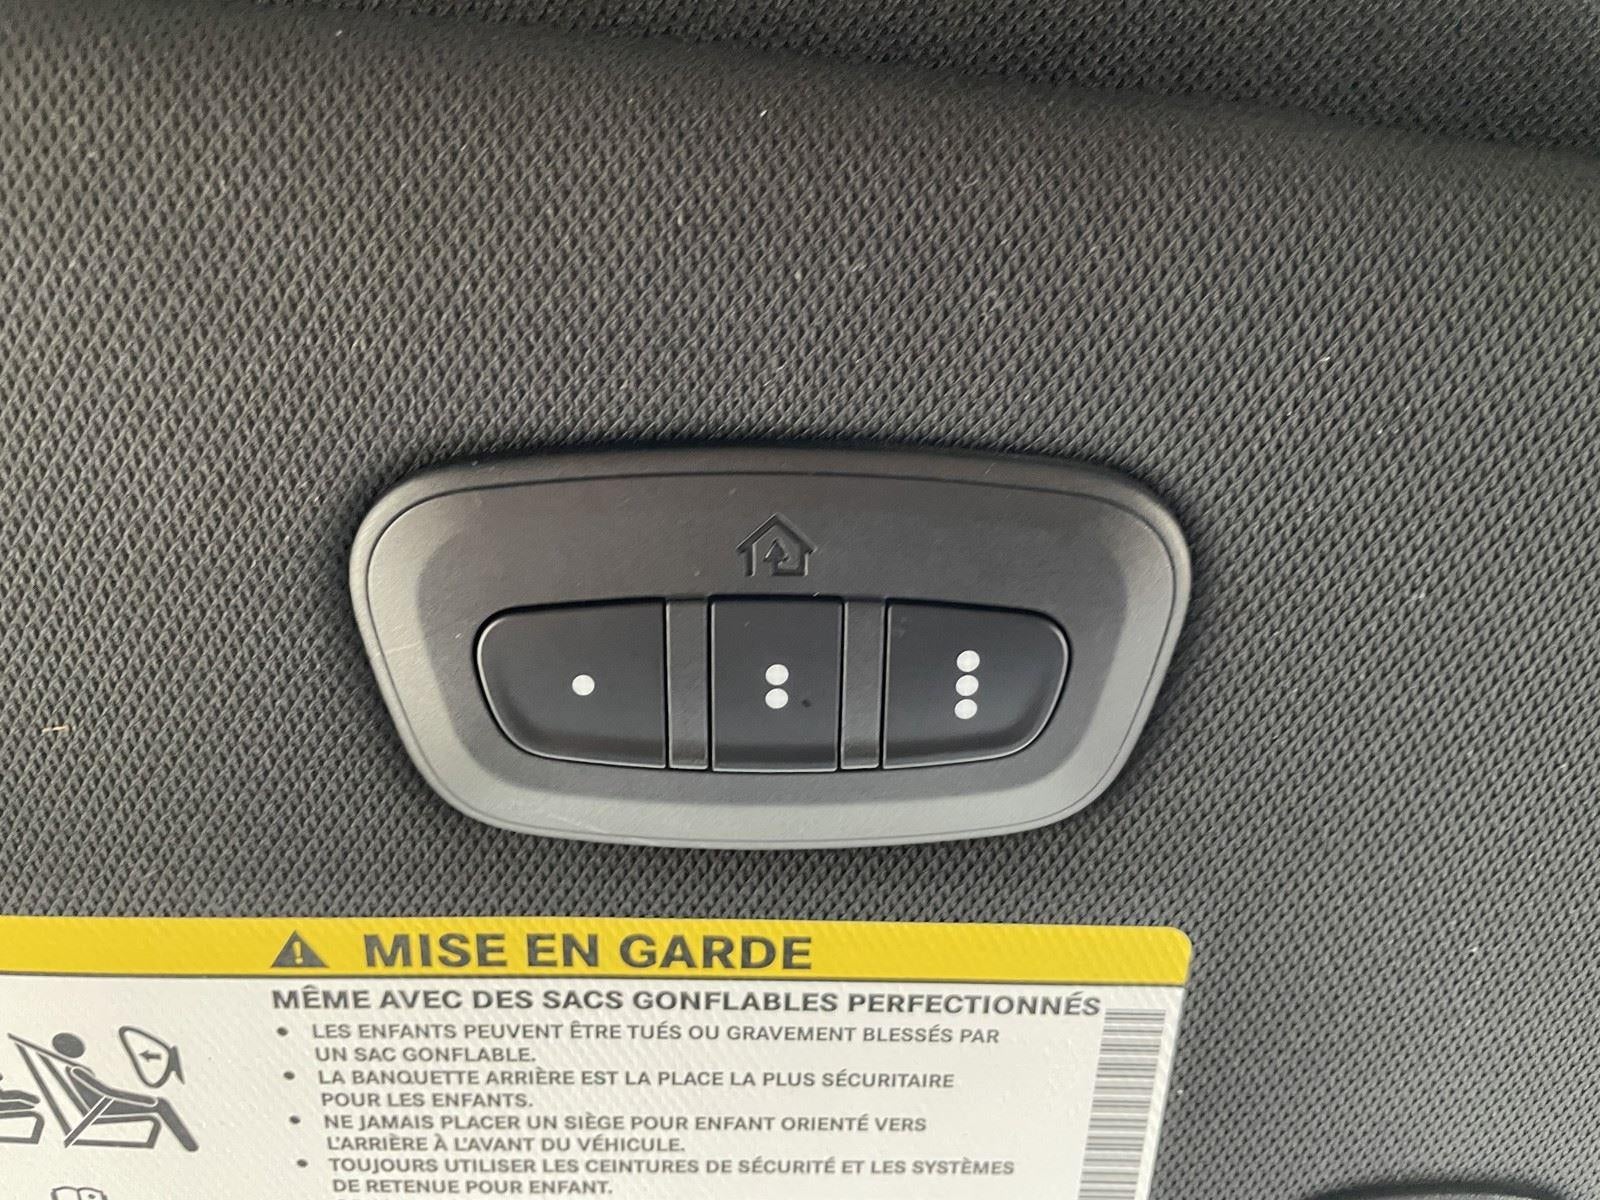 MISE EN GARDE
MÊME AVEC DES SACS GONFLABLES PERFECTIONNÉS
• LES ENFANTS PEUVENT ÊTRE TUÉS OU GRAVEMENT BLESSÉS PAR
UN SAC GONFLABLE.
• LA BANQUETTE ARRIÈRE EST LA PLACE LA PLUS SÉCURITAIRE
POUR LES ENFANTS.
• NE JAMAIS PLACER UN SIÈGE POUR ENFANT ORIENTÉ VERS
L'ARRIÈRE À L'AVANT DU VÉHICULE.
• TOUJOURS UTILISER LES CEINTURES DE SÉCURITÉ ET LES SYSTÈMES
DE RETENUE POUR ENFANT.